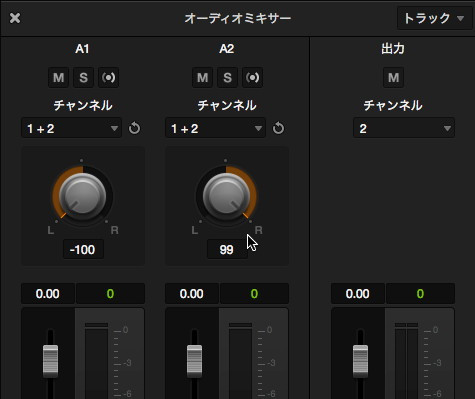 オーディオミキサー トラック
A1 A2 出力
M S M S M
チャンネル チャンネル チャンネル
1 + 2 1 + 2 2
L R L R
-100 99
0.00 0 0.00 0 0.00 0
-0 -0 -0
-3 -3 -3
-6 -6 -6